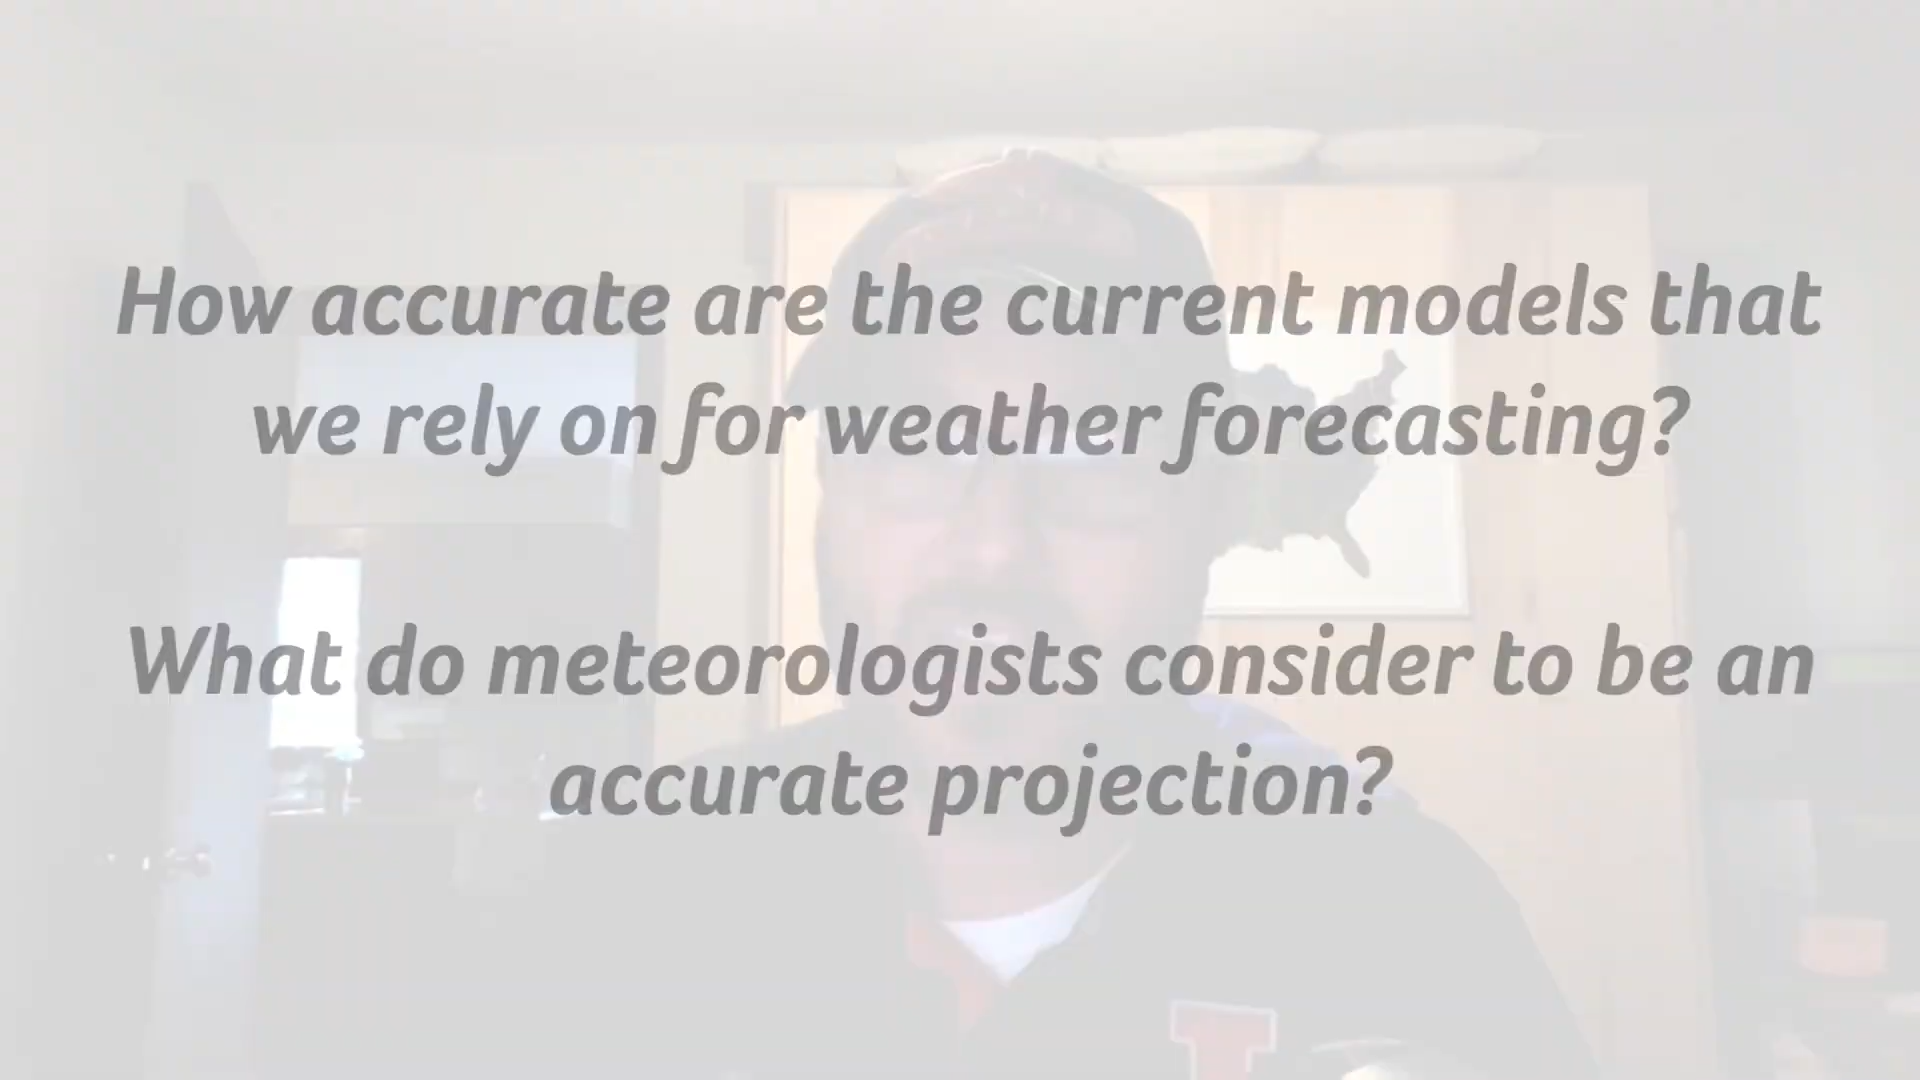 How accurate are the current models that
we rely on for weather forecasting?
What do meteorologists consider to be an
accurate projection?